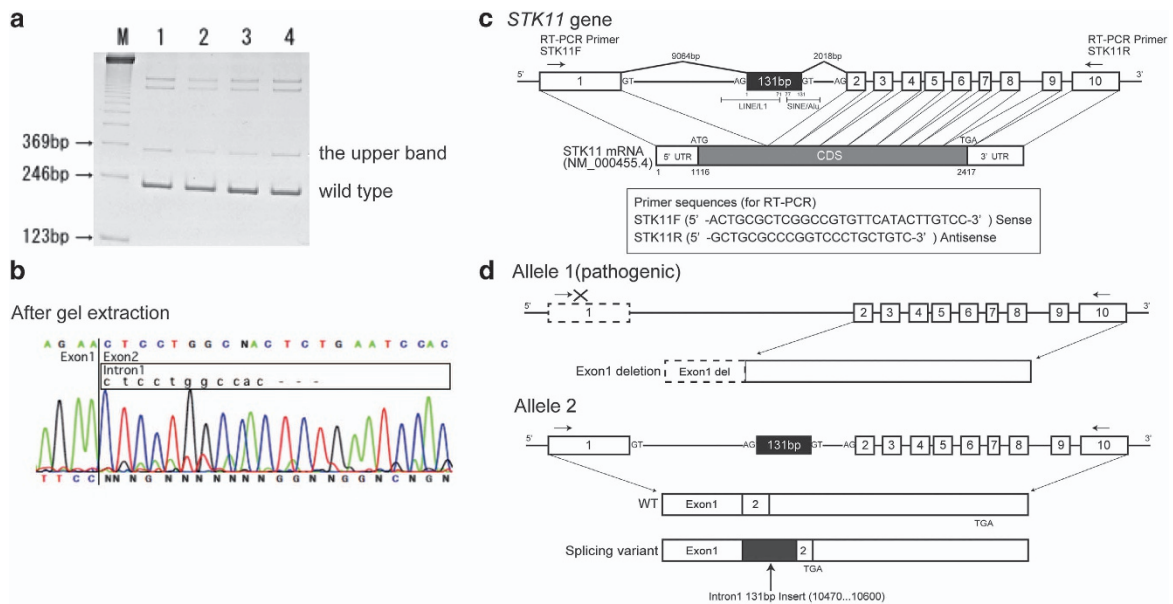 a
M 1 2 3 4
369bp
246bp
123bp
the upper band
wild type
b
After gel extraction
A G A A C T C C T G G C N A C T C T G A A T C C A C
Exon1 Exon2
Intron1
c t c c t g g c c a c - - -
T T C C N N N G N N N N N N N G G N N G G N C N G N
c STK11 gene
RT-PCR Primer
STK11F
RT-PCR Primer
STK11R
9064bp 2018bp
5' 1 GT AG 131bp GT AG 2 3 4 5 6 7 8 9 10 3'
1 71 77 131
LINE/L1 SINE/Alu
ATG TGA
STK11 mRNA
(NM_000455.4)
5' UTR CDS 3' UTR
1 1116 2417
Primer sequences (for RT-PCR)
STK11F (5' -ACTGCGCTCGGCCGTGTTCATACTTGTCC-3' ) Sense
STK11R (5' -GCTGCGCCCGGTCCCTGCTGTC-3' ) Antisense
d Allele 1(pathogenic)
5' 1 2 3 4 5 6 7 8 9 10 3'
Exon1 deletion Exon1 del
Allele 2
5' 1 GT AG 131bp GT AG 2 3 4 5 6 7 8 9 10 3'
WT Exon1 2
TGA
Splicing variant Exon1 2
TGA
Intron1 131bp Insert (10470...10600)